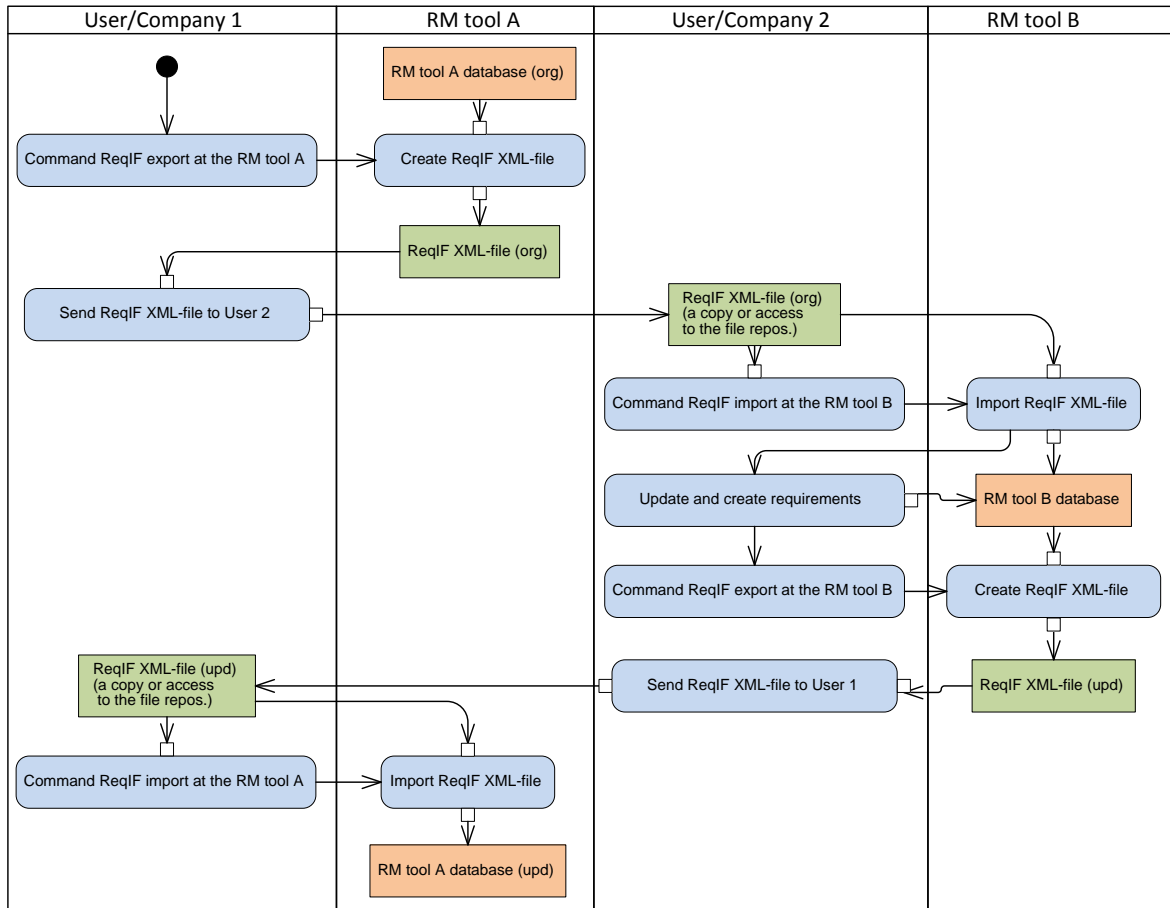 User/Company 1
RM tool A
User/Company 2
RM tool B
RM tool A database (org)
Command ReqIF export at the RM tool A
Create ReqIF XML-file
ReqIF XML-file (org)
Send ReqIF XML-file to User 2
ReqIF XML-file (org)
(a copy or access
to the file repos.)
Command ReqIF import at the RM tool B
Import ReqIF XML-file
Update and create requirements
RM tool B database
Command ReqIF export at the RM tool B
Create ReqIF XML-file
ReqIF XML-file (upd)
(a copy or access
to the file repos.)
Send ReqIF XML-file to User 1
ReqIF XML-file (upd)
Command ReqIF import at the RM tool A
Import ReqIF XML-file
RM tool A database (upd)